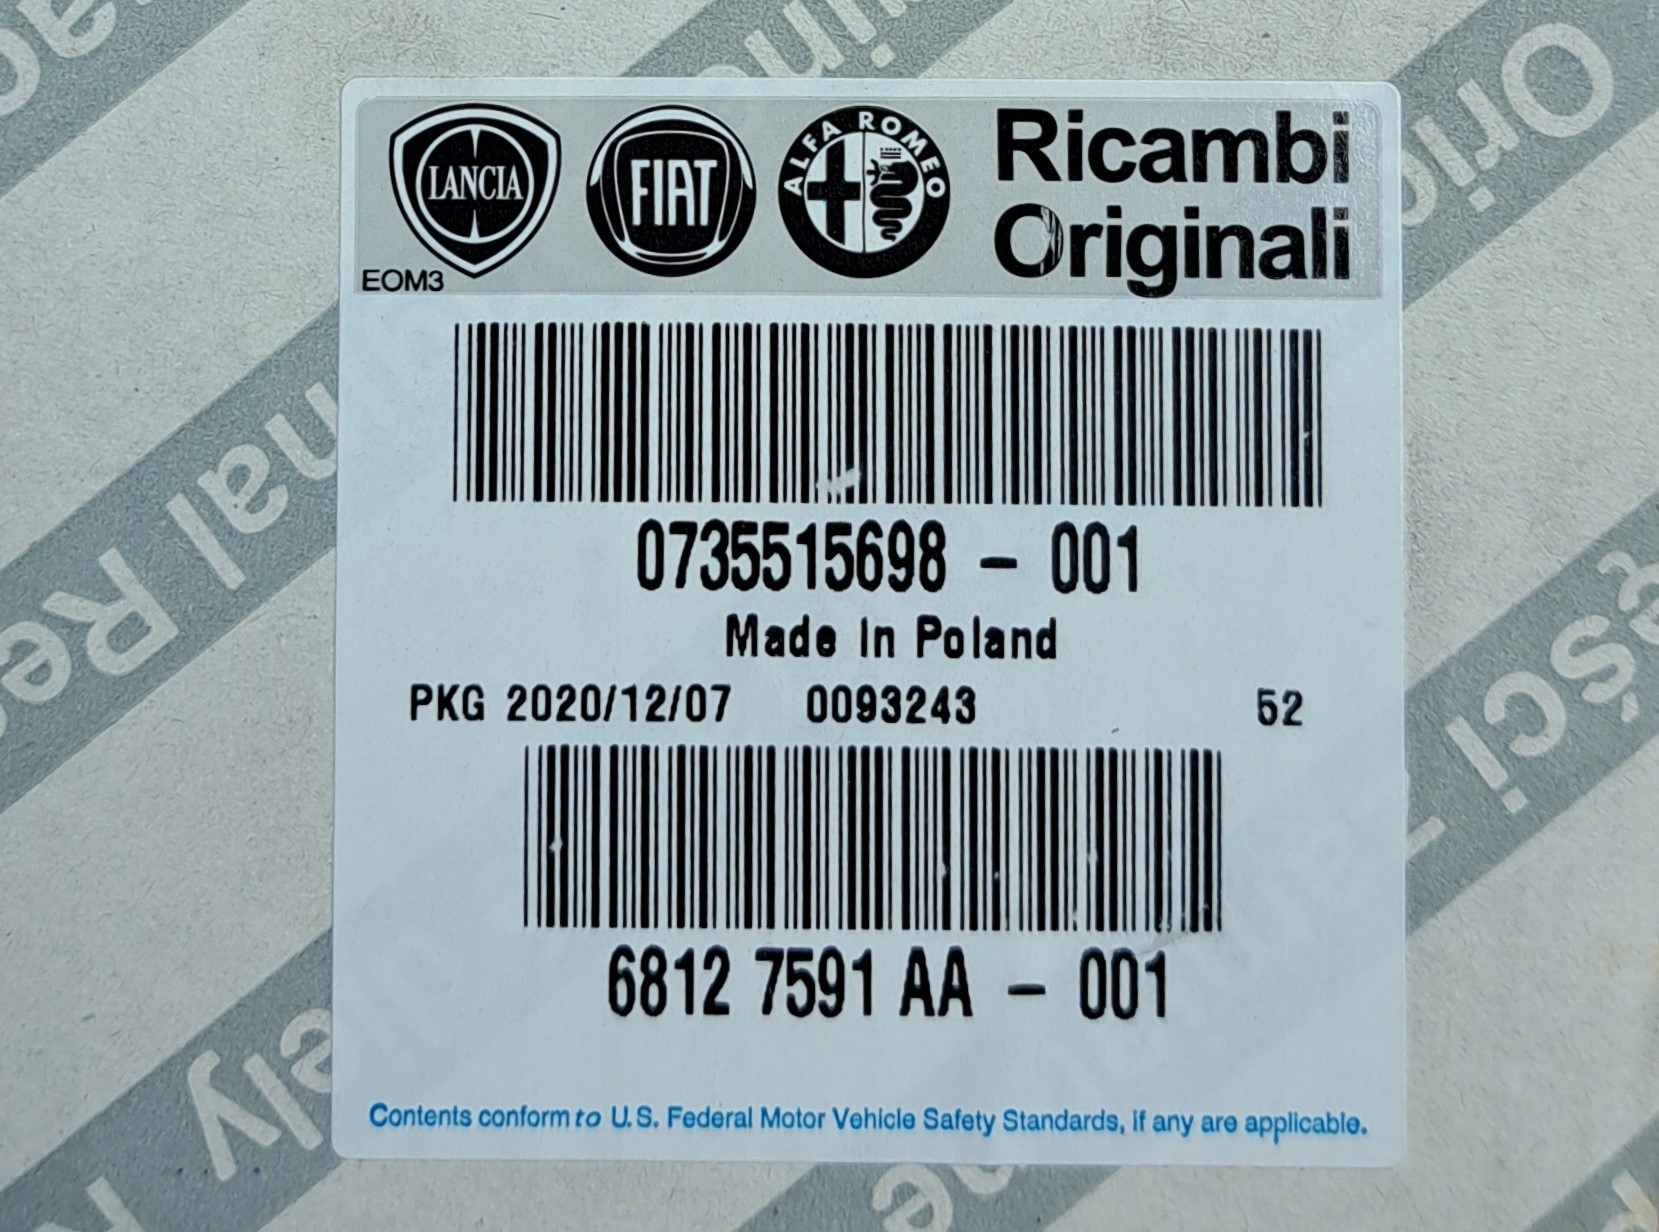 LANCIA
FIAT
ALFA ROMEO
Ricambi
Originali
EOM3
0735515698 - 001
Made In Poland
PKG 2020/12/07 0093243 52
6812 7591 AA - 001
Contents conform to U.S. Federal Motor Vehicle Safety Standards, if any are applicable.